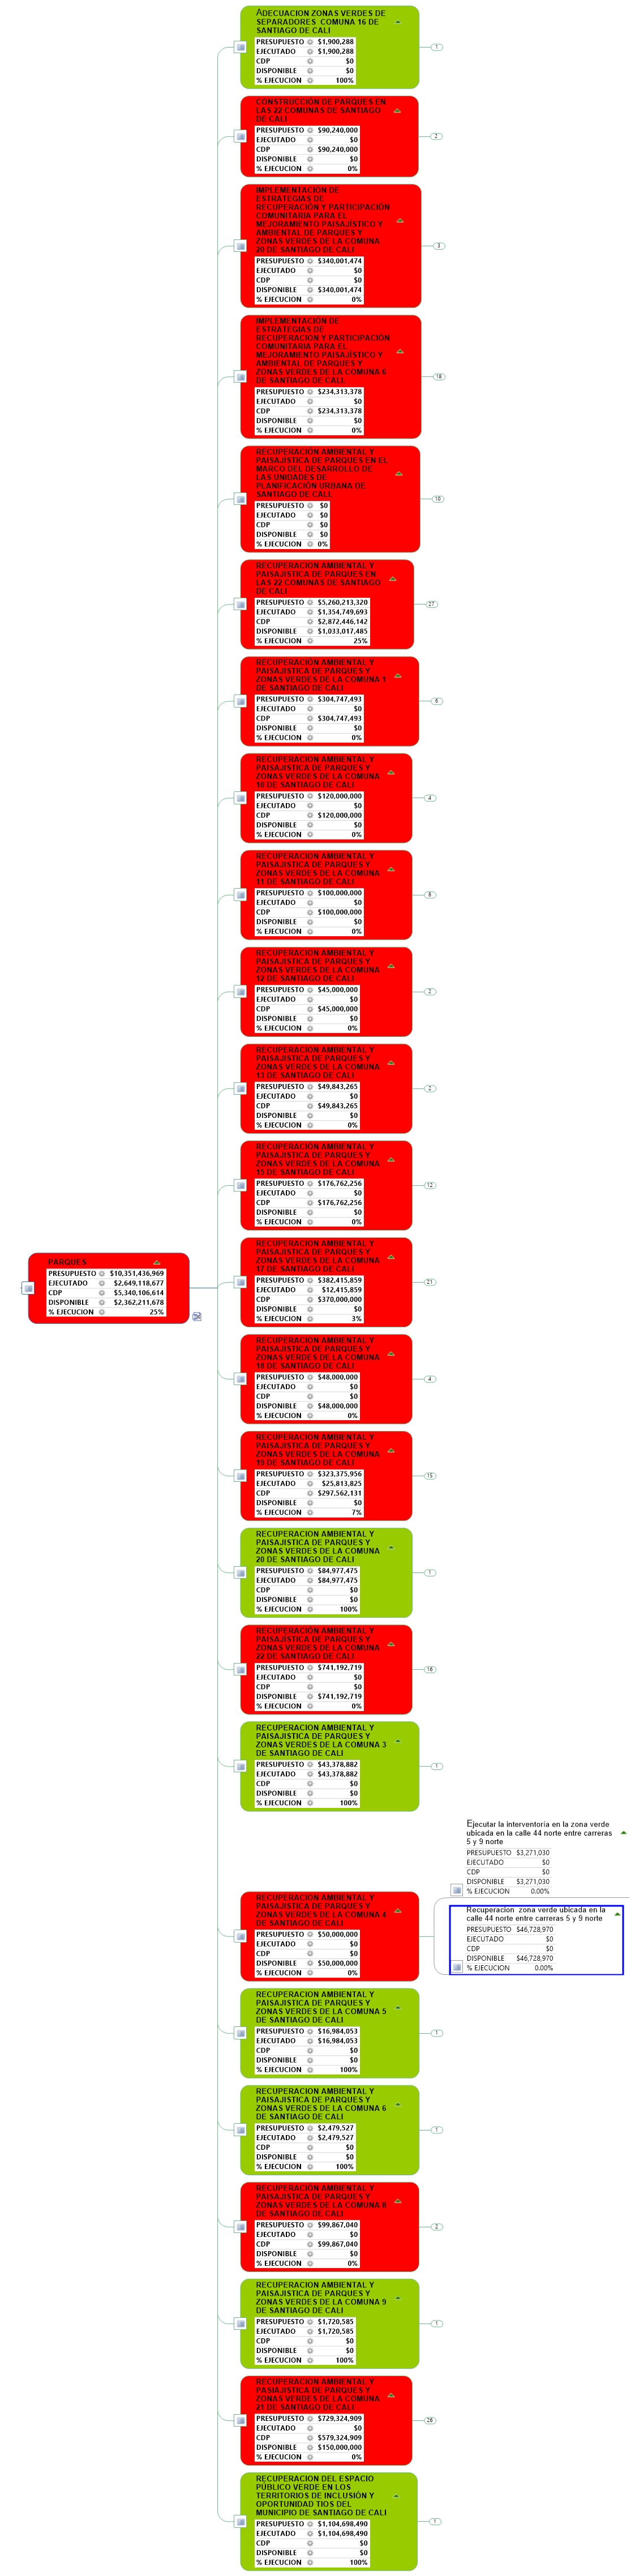 ADECUACION ZONAS VERDES DE
SEPARADORES COMUNA 16 DE
SANTIAGO DE CALI
PRESUPUESTO $1,900,288
EJECUTADO $1,900,288
CDP $0
DISPONIBLE $0
% EJECUCION 100%
1
CONSTRUCCIÓN DE PARQUES EN
LAS 22 COMUNAS DE SANTIAGO
DE CALI
PRESUPUESTO $90,240,000
EJECUTADO $0
CDP $90,240,000
DISPONIBLE $0
% EJECUCION 0%
2
IMPLEMENTACIÓN DE
ESTRATEGIAS DE
RECUPERACIÓN Y PARTICIPACIÓN
COMUNITARIA PARA EL
MEJORAMIENTO PAISAJÍSTICO Y
AMBIENTAL DE PARQUES Y
ZONAS VERDES DE LA COMUNA
20 DE SANTIAGO DE CALI
PRESUPUESTO $340,001,474
EJECUTADO $0
CDP $0
DISPONIBLE $340,001,474
% EJECUCION 0%
3
IMPLEMENTACIÓN DE
ESTRATEGIAS DE
RECUPERACIÓN Y PARTICIPACIÓN
COMUNITARIA PARA EL
MEJORAMIENTO PAISAJÍSTICO Y
AMBIENTAL DE PARQUES Y
ZONAS VERDES DE LA COMUNA 6
DE SANTIAGO DE CALI.
PRESUPUESTO $234,313,378
EJECUTADO $0
CDP $234,313,378
DISPONIBLE $0
% EJECUCION 0%
18
RECUPERACIÓN AMBIENTAL Y
PAISAJÍSTICA DE PARQUES EN EL
MARCO DEL DESARROLLO DE
LAS UNIDADES DE
PLANIFICACIÓN URBANA DE
SANTIAGO DE CALI.
PRESUPUESTO $0
EJECUTADO $0
CDP $0
DISPONIBLE $0
% EJECUCION 0%
10
RECUPERACION AMBIENTAL Y
PAISAJISTICA DE PARQUES EN
LAS 22 COMUNAS DE SANTIAGO
DE CALI
PRESUPUESTO $5,260,213,320
EJECUTADO $1,354,749,693
CDP $2,872,446,142
DISPONIBLE $1,033,017,485
% EJECUCION 25%
27
RECUPERACIÓN AMBIENTAL Y
PAISAJISTICA DE PARQUES Y
ZONAS VERDES DE LA COMUNA 1
DE SANTIAGO DE CALI
PRESUPUESTO $304,747,493
EJECUTADO $0
CDP $304,747,493
DISPONIBLE $0
% EJECUCION 0%
6
RECUPERACION AMBIENTAL Y
PAISAJISTICA DE PARQUES Y
ZONAS VERDES DE LA COMUNA
10 DE SANTIAGO DE CALI
PRESUPUESTO $120,000,000
EJECUTADO $0
CDP $120,000,000
DISPONIBLE $0
% EJECUCION 0%
4
RECUPERACION AMBIENTAL Y
PAISAJISTICA DE PARQUES Y
ZONAS VERDES DE LA COMUNA
11 DE SANTIAGO DE CALI
PRESUPUESTO $100,000,000
EJECUTADO $0
CDP $100,000,000
DISPONIBLE $0
% EJECUCION 0%
8
RECUPERACION AMBIENTAL Y
PAISAJISTICA DE PARQUES Y
ZONAS VERDES DE LA COMUNA
12 DE SANTIAGO DE CALI
PRESUPUESTO $45,000,000
EJECUTADO $0
CDP $45,000,000
DISPONIBLE $0
% EJECUCION 0%
2
RECUPERACION AMBIENTAL Y
PAISAJISTICA DE PARQUES Y
ZONAS VERDES DE LA COMUNA
13 DE SANTIAGO DE CALI
PRESUPUESTO $49,843,265
EJECUTADO $0
CDP $49,843,265
DISPONIBLE $0
% EJECUCION 0%
2
RECUPERACIÓN AMBIENTAL Y
PAISAJISTICA DE PARQUES Y
ZONAS VERDES DE LA COMUNA
15 DE SANTIAGO DE CALI
PRESUPUESTO $176,762,256
EJECUTADO $0
CDP $176,762,256
DISPONIBLE $0
% EJECUCION 0%
12
RECUPERACION AMBIENTAL Y
PAISAJISTICA DE PARQUES Y
ZONAS VERDES DE LA COMUNA
17 DE SANTIAGO DE CALI
PRESUPUESTO $382,415,859
EJECUTADO $12,415,859
CDP $370,000,000
DISPONIBLE $0
% EJECUCION 3%
21
PARQUES
PRESUPUESTO $10,351,436,969
EJECUTADO $2,649,118,677
CDP $5,340,106,614
DISPONIBLE $2,362,211,678
% EJECUCION 25%
RECUPERACION AMBIENTAL Y
PAISAJISTICA DE PARQUES Y
ZONAS VERDES DE LA COMUNA
18 DE SANTIAGO DE CALI
PRESUPUESTO $48,000,000
EJECUTADO $0
CDP $0
DISPONIBLE $48,000,000
% EJECUCION 0%
4
RECUPERACION AMBIENTAL Y
PAISAJISTICA DE PARQUES Y
ZONAS VERDES DE LA COMUNA
19 DE SANTIAGO DE CALI
PRESUPUESTO $323,375,956
EJECUTADO $25,813,825
CDP $297,562,131
DISPONIBLE $0
% EJECUCION 7%
15
RECUPERACION AMBIENTAL Y
PAISAJISTICA DE PARQUES Y
ZONAS VERDES DE LA COMUNA
20 DE SANTIAGO DE CALI
PRESUPUESTO $84,977,475
EJECUTADO $84,977,475
CDP $0
DISPONIBLE $0
% EJECUCION 100%
1
RECUPERACIÓN AMBIENTAL Y
PAISAJISTICA DE PARQUES Y
ZONAS VERDES DE LA COMUNA
22 DE SANTIAGO DE CALI
PRESUPUESTO $741,192,719
EJECUTADO $0
CDP $0
DISPONIBLE $741,192,719
% EJECUCION 0%
16
RECUPERACION AMBIENTAL Y
PAISAJISTICA DE PARQUES Y
ZONAS VERDES DE LA COMUNA 3
DE SANTIAGO DE CALI
PRESUPUESTO $43,378,882
EJECUTADO $43,378,882
CDP $0
DISPONIBLE $0
% EJECUCION 100%
1
Ejecutar la interventoría en la zona verde
ubicada en la calle 44 norte entre carreras
5 y 9 norte
PRESUPUESTO $3,271,030
EJECUTADO $0
CDP $0
DISPONIBLE $3,271,030
% EJECUCION 0.00%
RECUPERACION AMBIENTAL Y
PAISAJISTICA DE PARQUES Y
ZONAS VERDES DE LA COMUNA 4
DE SANTIAGO DE CALI
PRESUPUESTO $50,000,000
EJECUTADO $0
CDP $0
DISPONIBLE $50,000,000
% EJECUCION 0%
Recuperacion zona verde ubicada en la
calle 44 norte entre carreras 5 y 9 norte
PRESUPUESTO $46,728,970
EJECUTADO $0
CDP $0
DISPONIBLE $46,728,970
% EJECUCION 0.00%
RECUPERACION AMBIENTAL Y
PAISAJISTICA DE PARQUES Y
ZONAS VERDES DE LA COMUNA 5
DE SANTIAGO DE CALI
PRESUPUESTO $16,984,053
EJECUTADO $16,984,053
CDP $0
DISPONIBLE $0
% EJECUCION 100%
1
RECUPERACION AMBIENTAL Y
PAISAJISTICA DE PARQUES Y
ZONAS VERDES DE LA COMUNA 6
DE SANTIAGO DE CALI
PRESUPUESTO $2,479,527
EJECUTADO $2,479,527
CDP $0
DISPONIBLE $0
% EJECUCION 100%
1
RECUPERACION AMBIENTAL Y
PAISAJISTICA DE PARQUES Y
ZONAS VERDES DE LA COMUNA 8
DE SANTIAGO DE CALI
PRESUPUESTO $99,867,040
EJECUTADO $0
CDP $99,867,040
DISPONIBLE $0
% EJECUCION 0%
2
RECUPERACION AMBIENTAL Y
PAISAJISTICA DE PARQUES Y
ZONAS VERDES DE LA COMUNA 9
DE SANTIAGO DE CALI
PRESUPUESTO $1,720,585
EJECUTADO $1,720,585
CDP $0
DISPONIBLE $0
% EJECUCION 100%
1
RECUPERACION AMBIENTAL Y
PASIAJISTICA DE PARQUES Y
ZONAS VERDES DE LA COMUNA
21 DE SANTIAGO DE CALI
PRESUPUESTO $729,324,909
EJECUTADO $0
CDP $579,324,909
DISPONIBLE $150,000,000
% EJECUCION 0%
26
RECUPERACION DEL ESPACIO
PÚBLICO VERDE EN LOS
TERRITORIOS DE INCLUSIÓN Y
OPORTUNIDAD TIOS DEL
MUNICIPIO DE SANTIAGO DE CALI
PRESUPUESTO $1,104,698,490
EJECUTADO $1,104,698,490
CDP $0
DISPONIBLE $0
% EJECUCION 100%
1